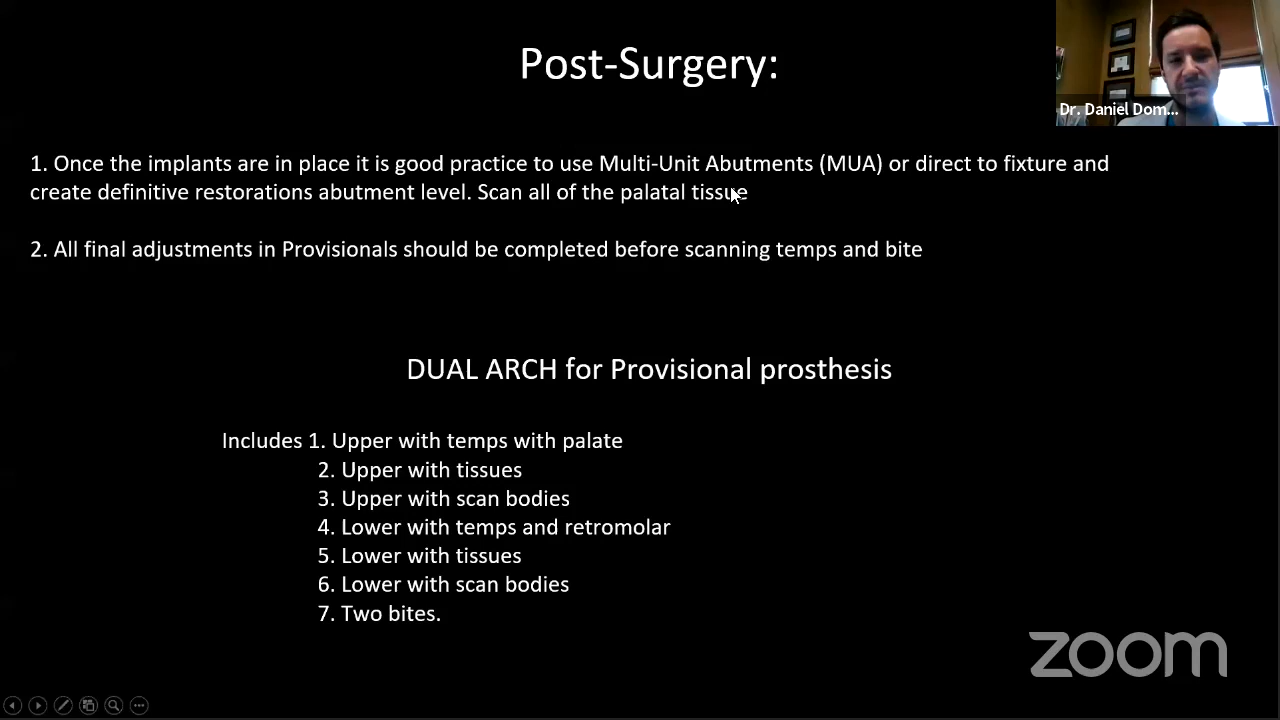 Post-Surgery:
Dr. Daniel Dom...
1. Once the implants are in place it is good practice to use Multi-Unit Abutments (MUA) or direct to fixture and
create definitive restorations abutment level. Scan all of the palatal tissue
2. All final adjustments in Provisionals should be completed before scanning temps and bite
DUAL ARCH for Provisional prosthesis
Includes 1. Upper with temps with palate
2. Upper with tissues
3. Upper with scan bodies
4. Lower with temps and retromolar
5. Lower with tissues
6. Lower with scan bodies
7. Two bites.
zoom